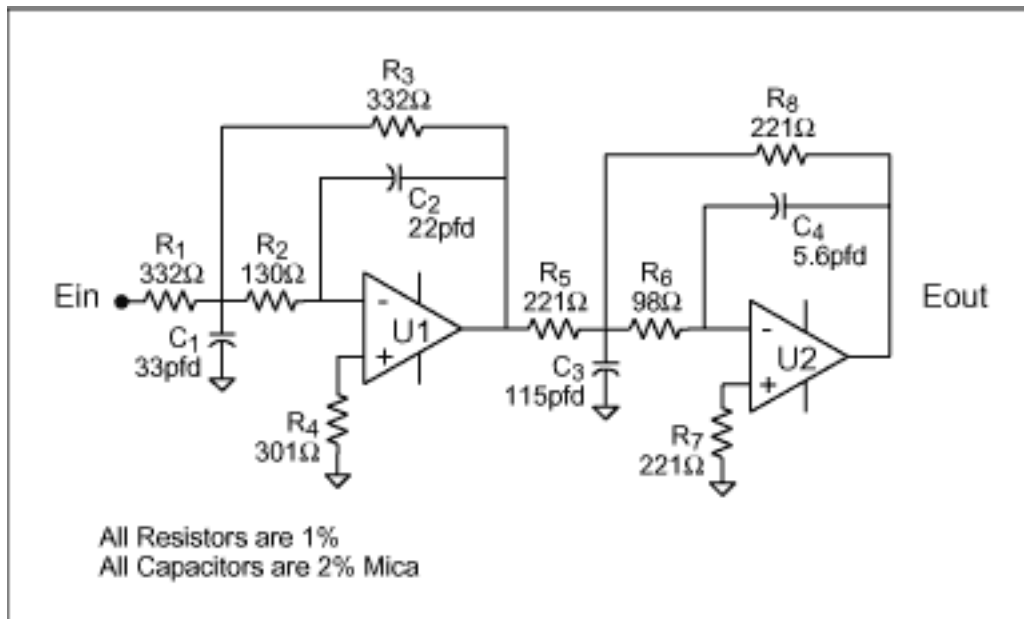 R3
332Ω
R8
221Ω
C2
22pfd
C4
5.6pfd
R1
332Ω
R2
130Ω
R5
221Ω
R6
98Ω
Ein
-
+
U1
Eout
-
+
U2
C1
33pfd
C3
115pfd
R4
301Ω
R7
221Ω
All Resistors are 1%
All Capacitors are 2% Mica